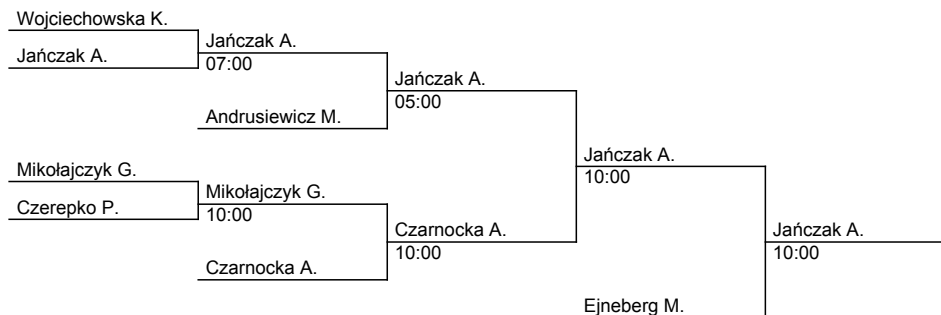 Wojciechowska K.
Jańczak A.
Jańczak A.
07:00
Jańczak A.
05:00
Andrusiewicz M.
Mikołajczyk G.
Jańczak A.
10:00
Czerepko P.
Mikołajczyk G.
10:00
Czarnocka A.
10:00
Jańczak A.
10:00
Czarnocka A.
Ejneberg M.